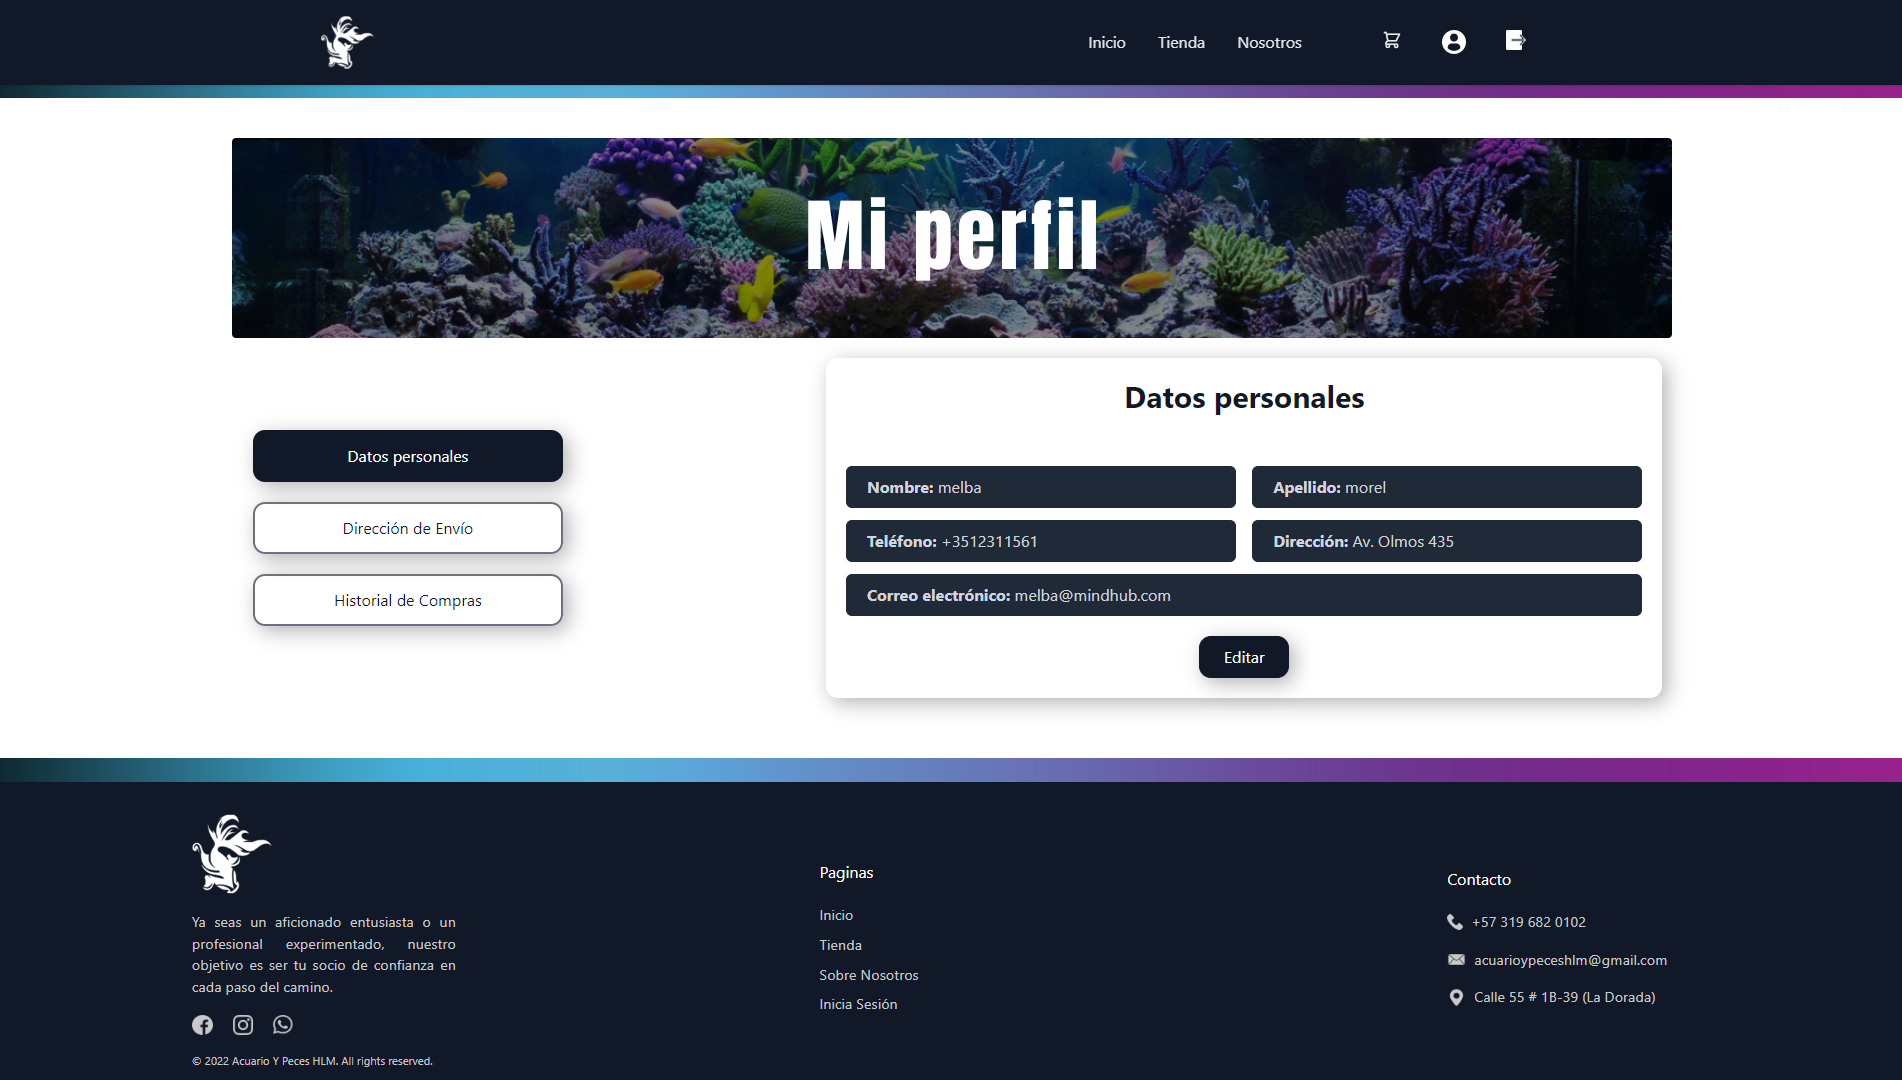 Inicio
Tienda
Nosotros
Mi perfil
Datos personales
Dirección de Envío
Historial de Compras
Datos personales
Nombre: melba
Apellido: morel
Teléfono: +3512311561
Dirección: Av. Olmos 435
Correo electrónico: melba@mindhub.com
Editar
Ya seas un aficionado entusiasta o un
profesional experimentado, nuestro
objetivo es ser tu socio de confianza en
cada paso del camino.
© 2022 Acuario Y Peces HLM. All rights reserved.
Paginas
Inicio
Tienda
Sobre Nosotros
Inicia Sesión
Contacto
+57 319 682 0102
acuarioypeceshlm@gmail.com
Calle 55 # 1B-39 (La Dorada)